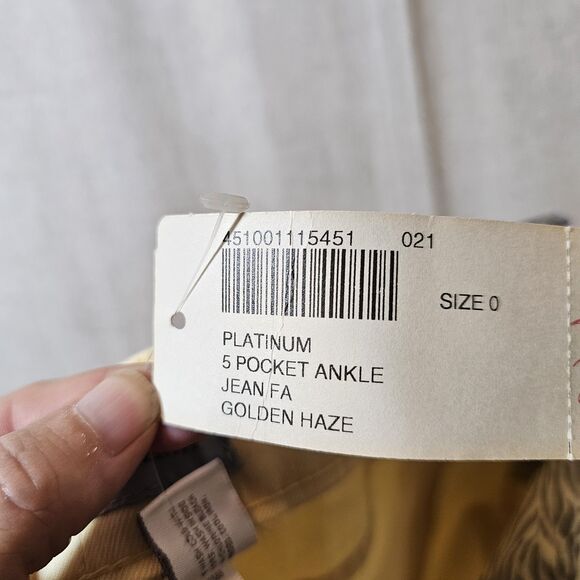 451001115451 021
SIZE 0
PLATINUM
5 POCKET ANKLE
JEAN FA
GOLDEN HAZE